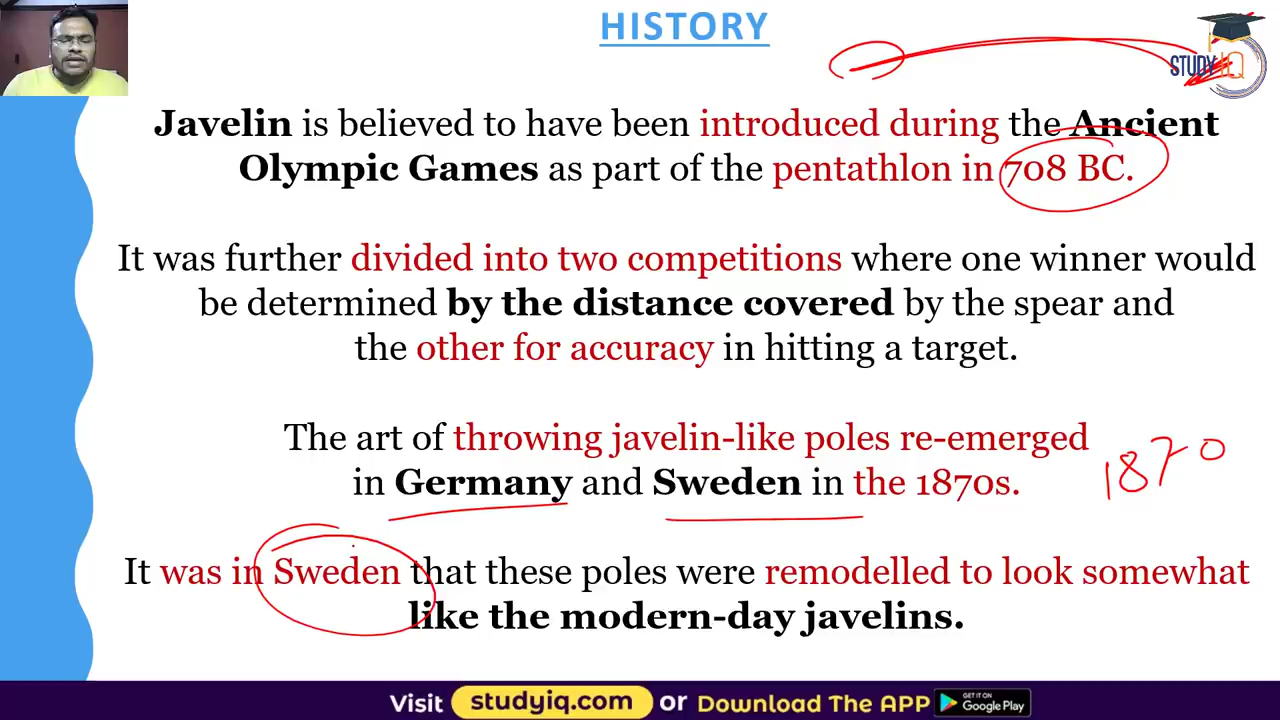 HISTORY
STUDY IQ
Javelin is believed to have been introduced during the Ancient
Olympic Games as part of the pentathlon in 708 BC.
It was further divided into two competitions where one winner would
be determined by the distance covered by the spear and
the other for accuracy in hitting a target.
The art of throwing javelin-like poles re-emerged
in Germany and Sweden in the 1870s.
1870
It was in Sweden that these poles were remodelled to look somewhat
like the modern-day javelins.
Visit studyiq.com or Download The APP GET IT ON Google Play